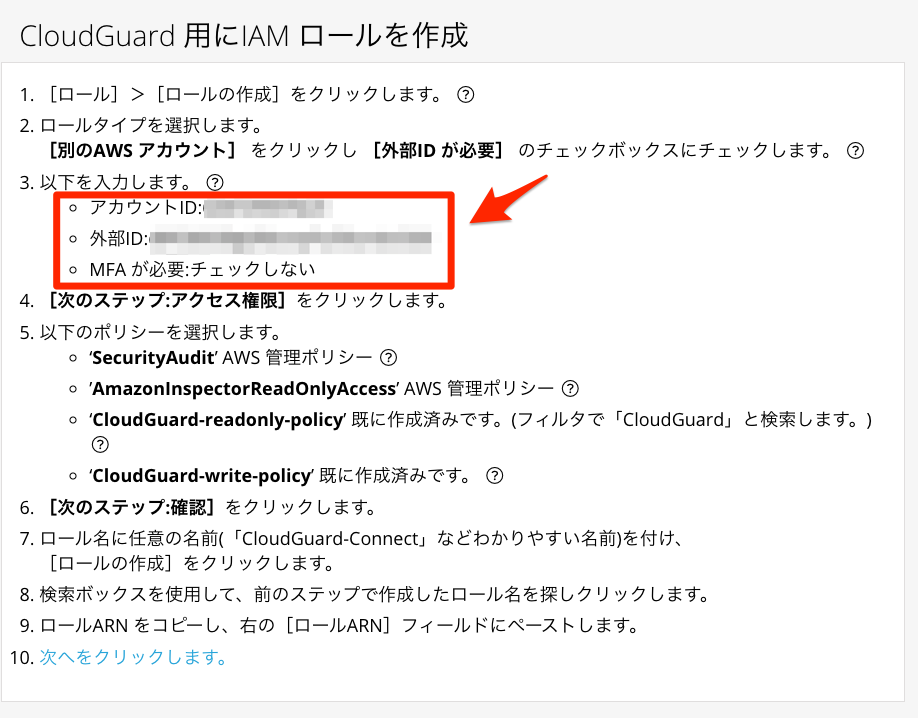 CloudGuard 用にIAM ロールを作成
1. ［ロール］＞［ロールの作成］をクリックします。 ?
2. ロールタイプを選択します。
［別のAWS アカウント］ をクリックし ［外部ID が必要］ のチェックボックスにチェックします。 ?
3. 以下を入力します。 ?
アカウントID:
外部ID:
MFA が必要:チェックしない
4. ［次のステップ:アクセス権限］をクリックします。
5. 以下のポリシーを選択します。
‘SecurityAudit’ AWS 管理ポリシー ?
’AmazonInspectorReadOnlyAccess’ AWS 管理ポリシー ?
‘CloudGuard-readonly-policy’ 既に作成済みです。(フィルタで「CloudGuard」と検索します。)
?
‘CloudGuard-write-policy’ 既に作成済みです。 ?
6. ［次のステップ:確認］をクリックします。
7. ロール名に任意の名前(「CloudGuard-Connect」などわかりやすい名前)を付け、
［ロールの作成］をクリックします。
8. 検索ボックスを使用して、前のステップで作成したロール名を探しクリックします。
9. ロールARN をコピーし、右の［ロールARN］フィールドにペーストします。
10. 次へをクリックします。